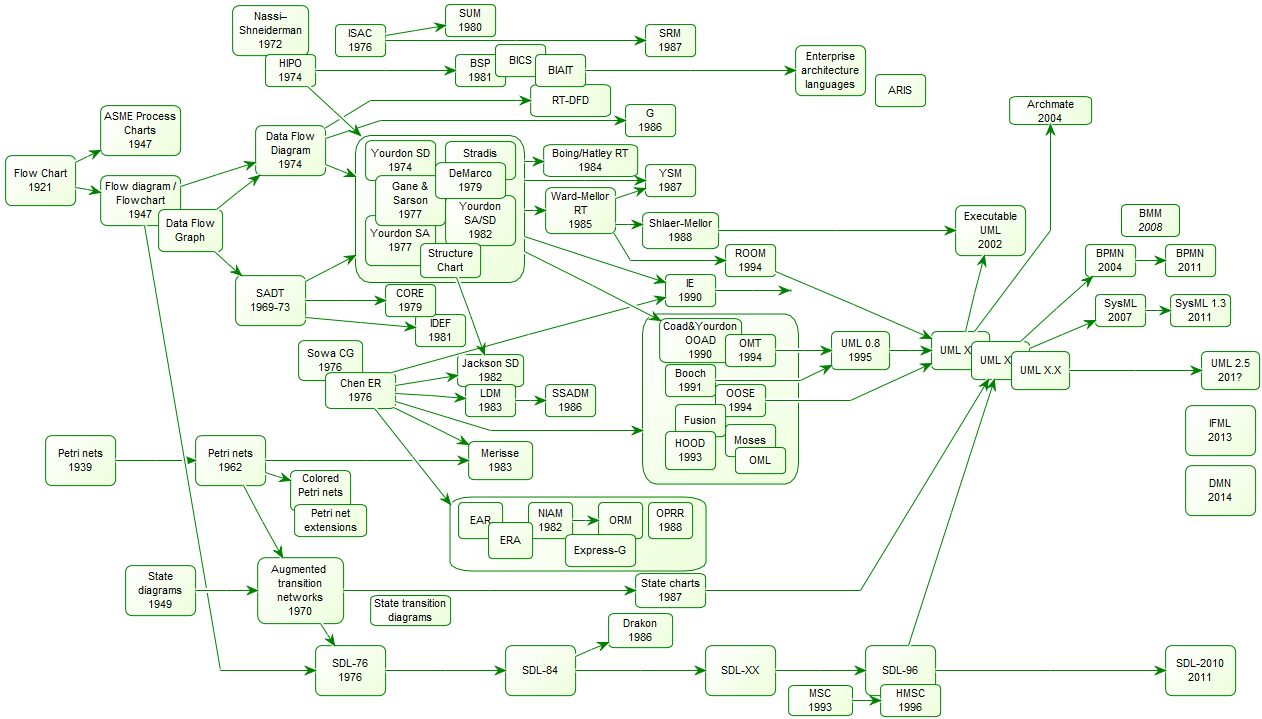 Nassi–
Shneiderman
1972
ISAC
1976
SUM
1980
SRM
1987
HIPO
1974
BSP
1981
BICS
BIAIT
Enterprise
architecture
languages
ARIS
RT-DFD
G
1986
Archmate
2004
ASME Process
Charts
1947
Data Flow
Diagram
1974
Flow Chart
1921
Flow diagram /
Flowchart
1947
Data Flow
Graph
Yourdon SD
1974
Stradis
DeMarco
1979
Gane &
Sarson
1977
Yourdon
SA/SD
1982
Yourdon SA
1977
Structure
Chart
Boing/Hatley RT
1984
YSM
1987
Ward-Mellor
RT
1985
Shlaer-Mellor
1988
Executable
UML
2002
BMM
2008
ROOM
1994
BPMN
2004
BPMN
2011
SADT
1969-73
CORE
1979
IDEF
1981
IE
1990
SysML
2007
SysML 1.3
2011
Sowa CG
1976
Chen ER
1976
Jackson SD
1982
LDM
1983
SSADM
1986
Coad&Yourdon
OOAD
1990
OMT
1994
Booch
1991
OOSE
1994
Fusion
HOOD
1993
Moses
OML
UML 0.8
1995
UML X
UML X
UML X.X
UML 2.5
201?
IFML
2013
DMN
2014
Petri nets
1939
Petri nets
1962
Colored
Petri nets
Petri net
extensions
Merisse
1983
EAR
ERA
NIAM
1982
ORM
OPRR
1988
Express-G
State
diagrams
1949
Augmented
transition
networks
1970
State transition
diagrams
State charts
1987
Drakon
1986
SDL-76
1976
SDL-84
SDL-XX
SDL-96
MSC
1993
HMSC
1996
SDL-2010
2011